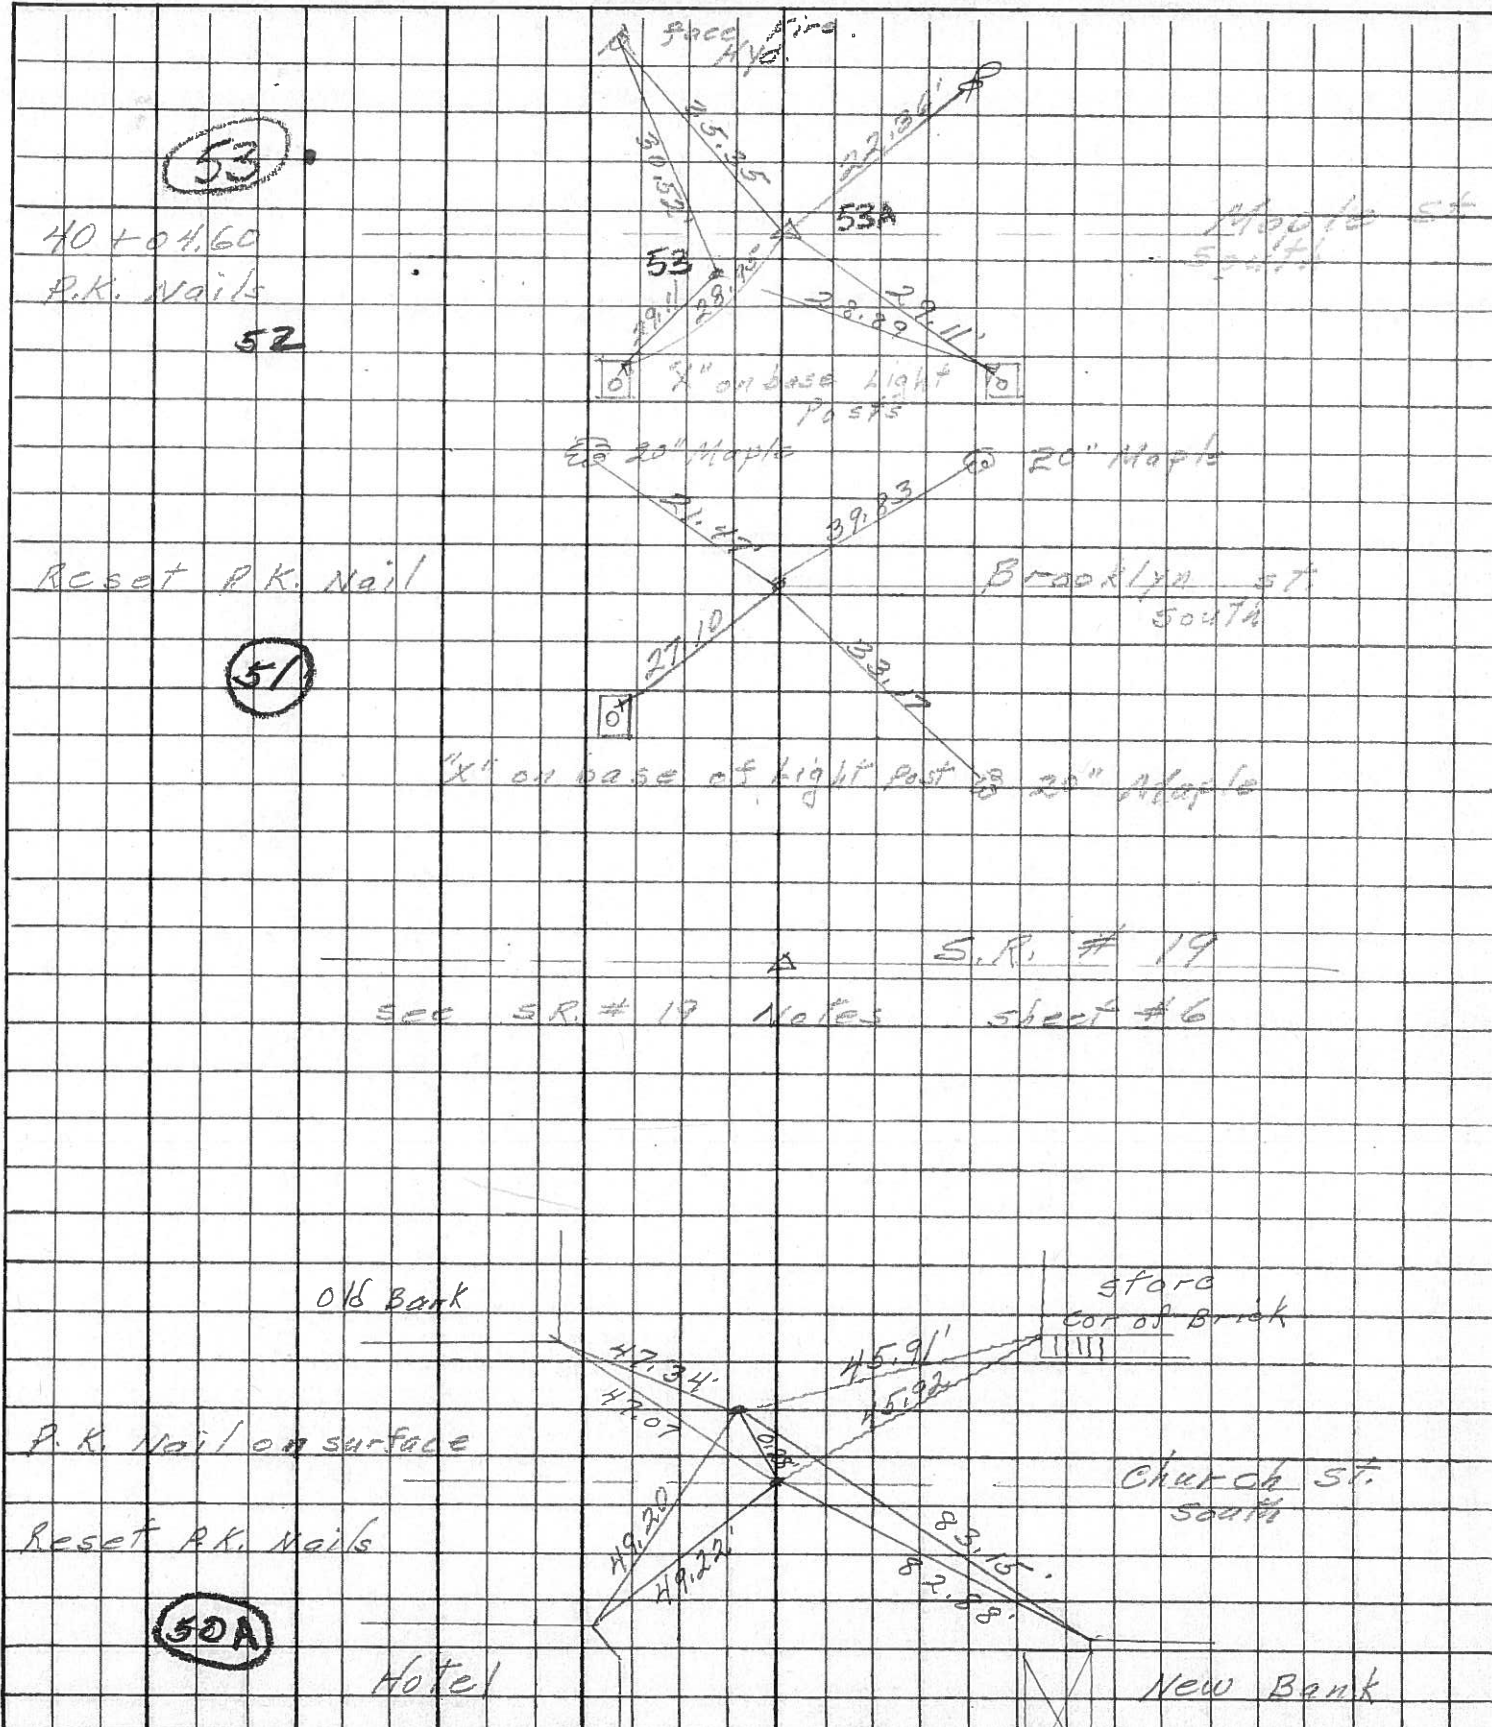 face Fire
Hyd.
45.35
22.36'
30.52'
53
53A
Maple St
South
40+04.60
P.K. Nails
53
28.75'
29.11
28.89
29.11'
52
"X" on base Light
Posts
20" Maple
20" Maple
21.47
39.83
Reset P.K. Nail
Brooklyn st.
South
27.10
33.17
51
"X" on base of Light Post
20" Maple
S.R. # 19
see S.R. # 19 Notes sheet #6
Old Bank
store
Cor of Brick
47.34'
45.91'
47.07
45.92
P.K. Nail on surface
Church St.
South
Reset P.K. Nails
49.20
49.22'
83.15'
82.88'
50A
Hotel
New Bank